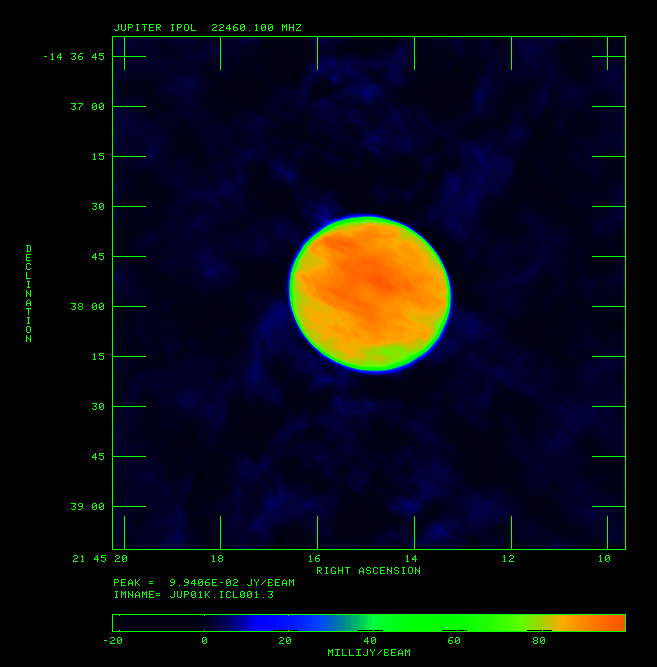 JUPITER IPOL 22460.100 MHZ
-14 36 45
37 00
15
30
45
38 00
15
30
45
39 00
DECLINATION
21 45 20 18 16 14 12 10
RIGHT ASCENSION
PEAK = 9.9406E-02 JY/BEAM
IMNAME= JUP01K.ICL001.3
-20 0 20 40 60 80
MILLIJY/BEAM